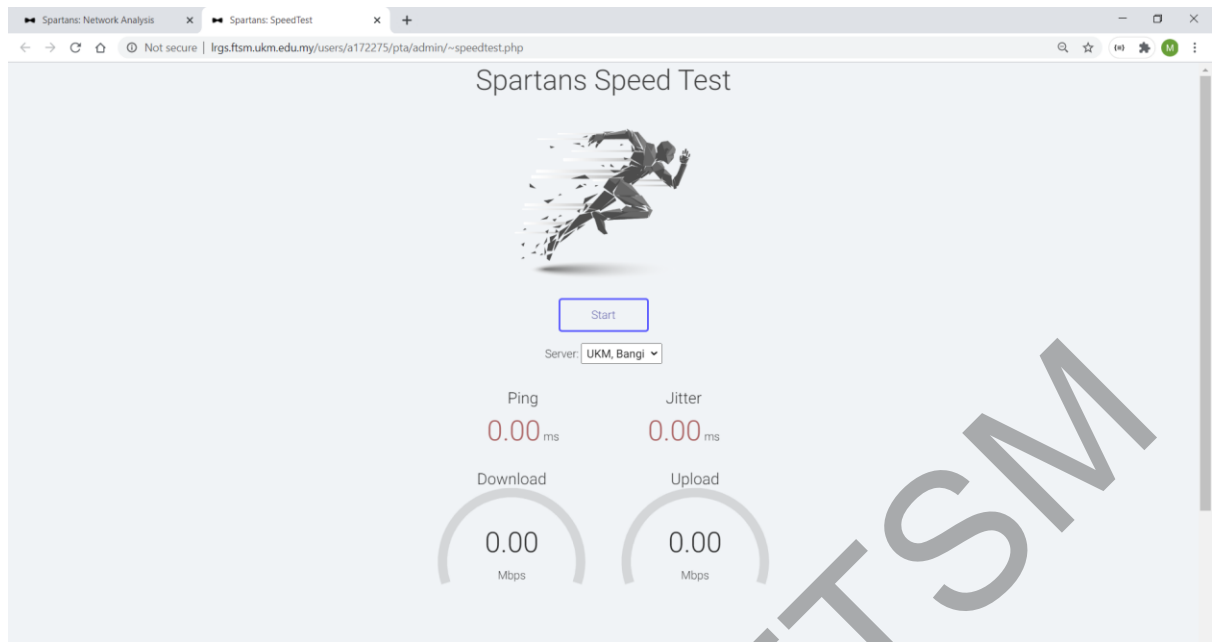 Spartans: Network Analysis
Spartans: SpeedTest
Not secure | lrgs.ftsm.ukm.edu.my/users/a172275/pta/admin/~speedtest.php
M
Spartans Speed Test
Start
Server: UKM, Bangi
Ping Jitter
0.00 ms 0.00 ms
Download Upload
0.00 0.00
Mbps Mbps
TSM